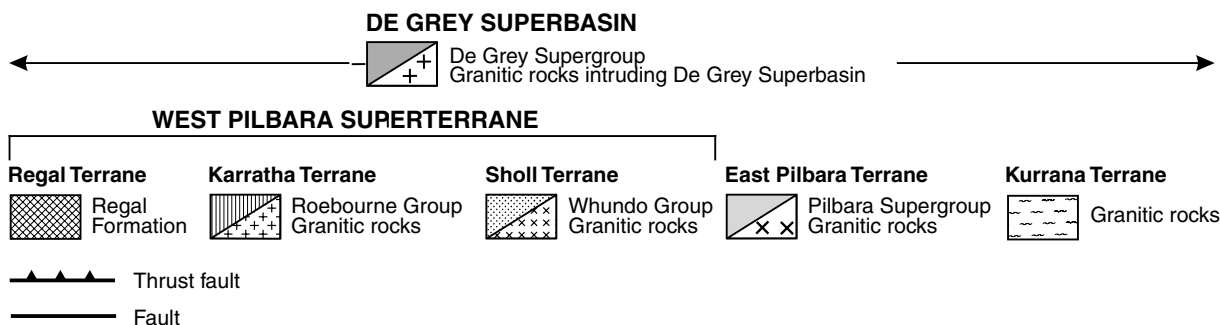 DE GREY SUPERBASIN
De Grey Supergroup
Granitic rocks intruding De Grey Superbasin
WEST PILBARA SUPERTERRANE
Regal Terrane
Regal
Formation
Karratha Terrane
Roebourne Group
Granitic rocks
Sholl Terrane
Whundo Group
Granitic rocks
East Pilbara Terrane
Pilbara Supergroup
Granitic rocks
Kurrana Terrane
Granitic rocks
Thrust fault
Fault